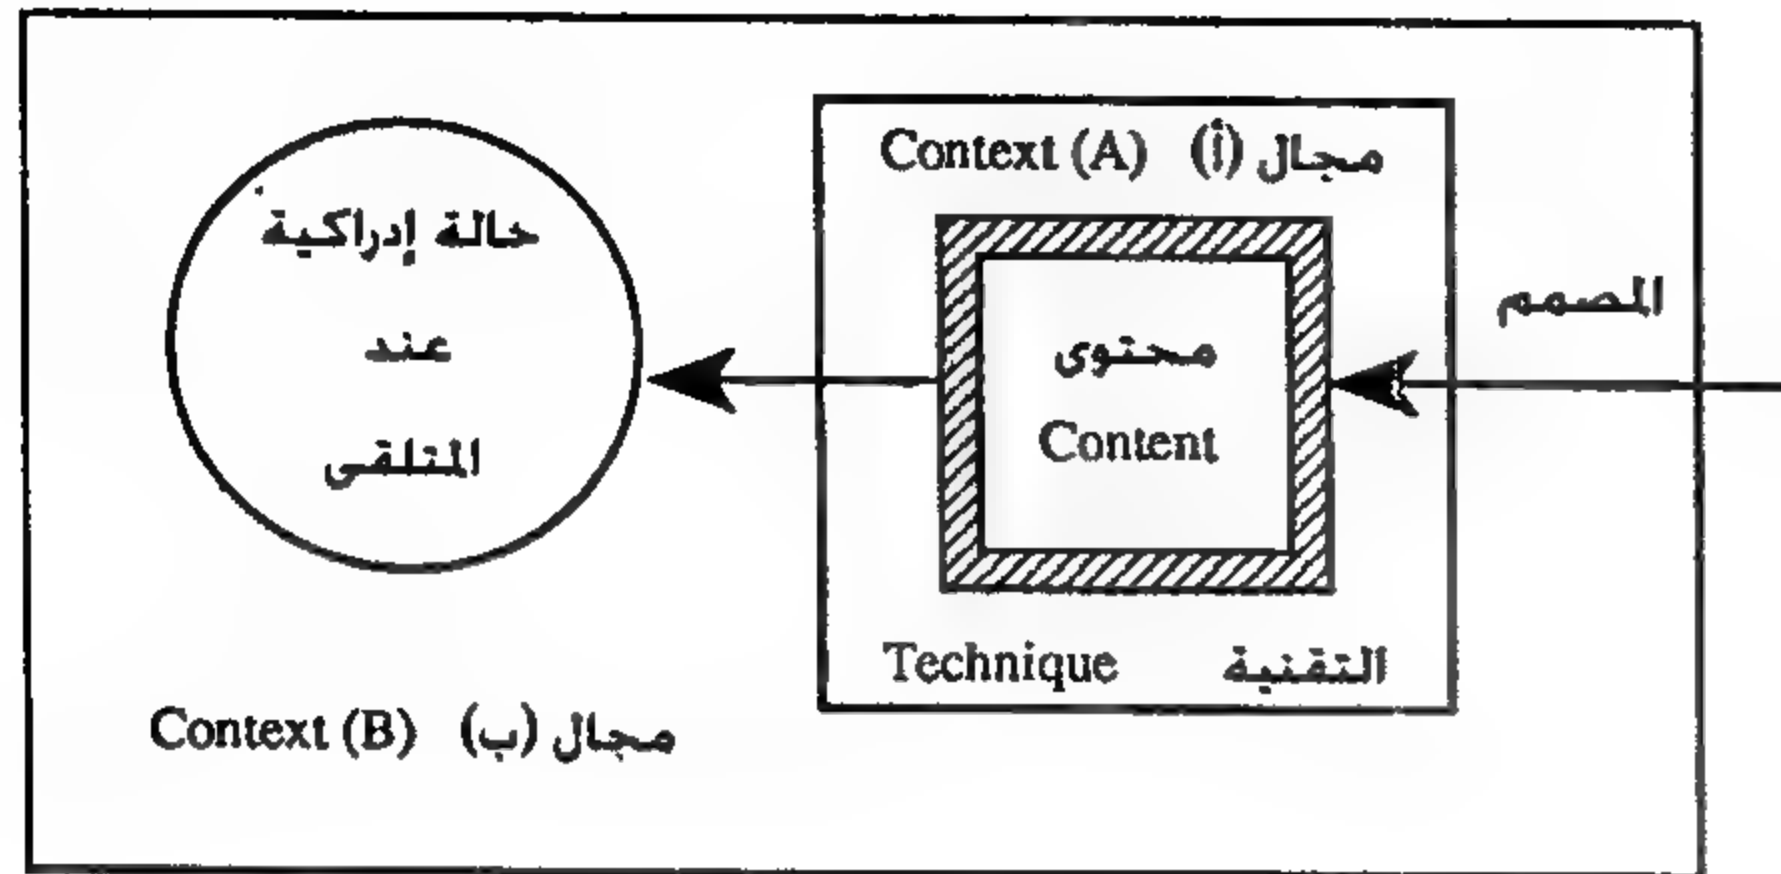 Context (A) مجال (أ)
المصمم
محتوى
Content
Technique التقنية
حالة إدراكية
عند
المتلقى
Context (B) مجال (ب)